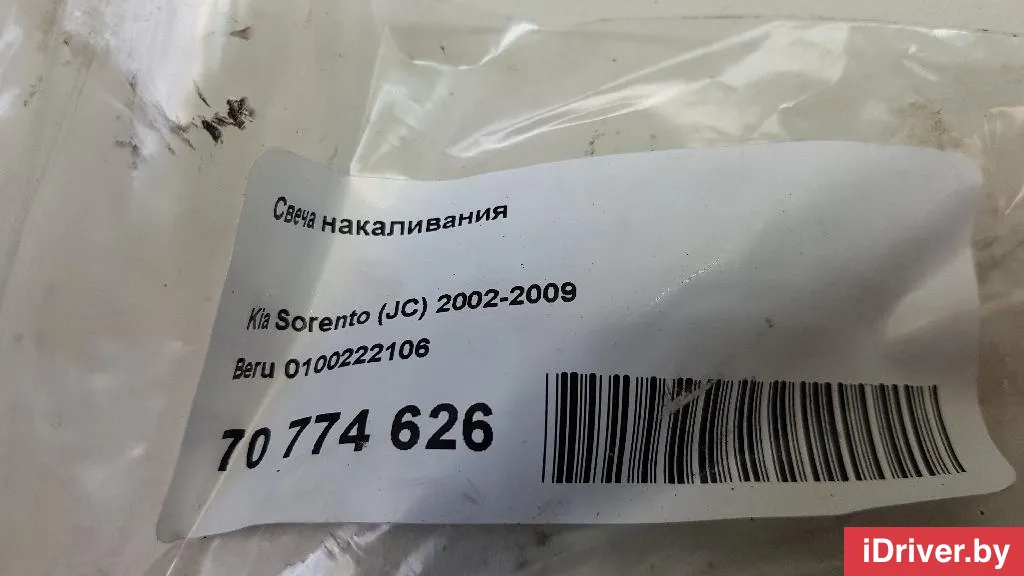 Свеча накаливания
Kia Sorento (JC) 2002-2009
Beru 0100222106
70 774 626
iDriver.by